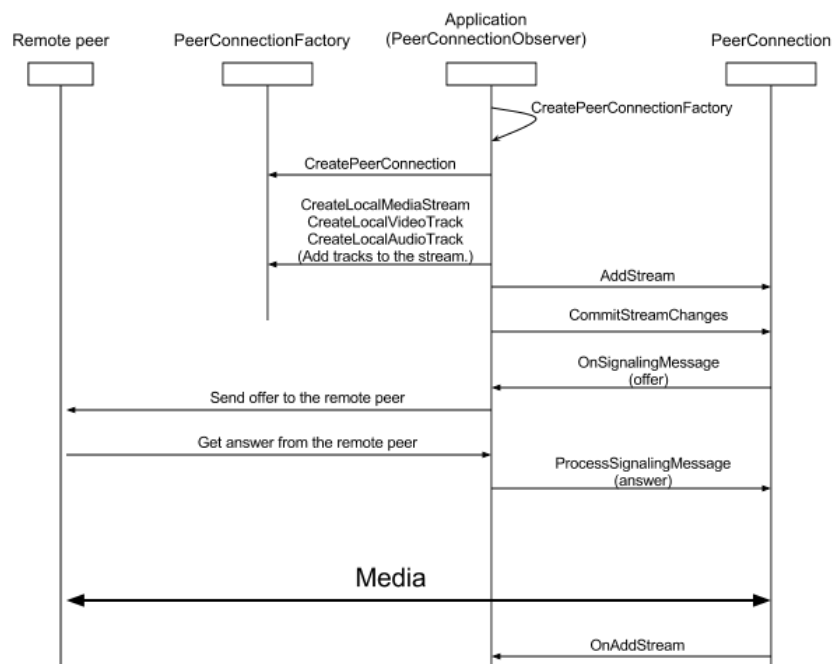 Remote peer
PeerConnectionFactory
Application
(PeerConnectionObserver)
PeerConnection
CreatePeerConnectionFactory
CreatePeerConnection
CreateLocalMediaStream
CreateLocalVideoTrack
CreateLocalAudioTrack
(Add tracks to the stream.)
AddStream
CommitStreamChanges
OnSignalingMessage
(offer)
Send offer to the remote peer
Get answer from the remote peer
ProcessSignalingMessage
(answer)
Media
OnAddStream